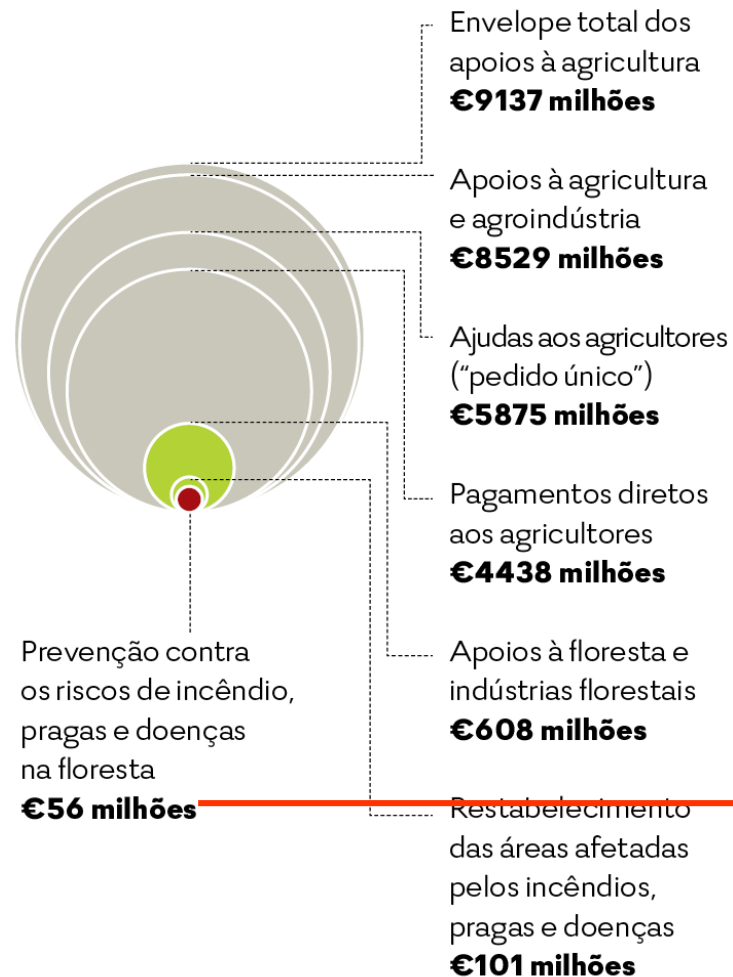 Envelope total dos
apoios à agricultura
€9137 milhões
Apoios à agricultura
e agroindústria
€8529 milhões
Ajudas aos agricultores
(“pedido único”)
€5875 milhões
Pagamentos diretos
aos agricultores
€4438 milhões
Apoios à floresta e
indústrias florestais
€608 milhões
Prevenção contra
os riscos de incêndio,
pragas e doenças
na floresta
€56 milhões
Restabelecimento
das áreas afetadas
pelos incêndios,
pragas e doenças
€101 milhões